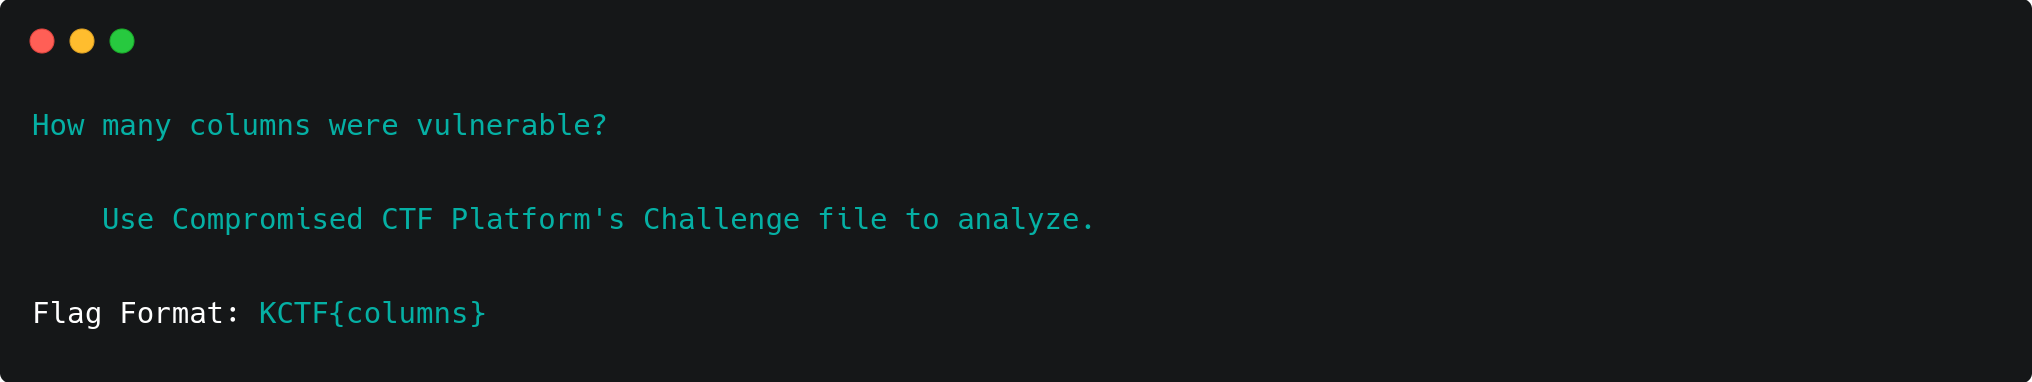 How many columns were vulnerable?
Use Compromised CTF Platform's Challenge file to analyze.
Flag Format: KCTF{columns}